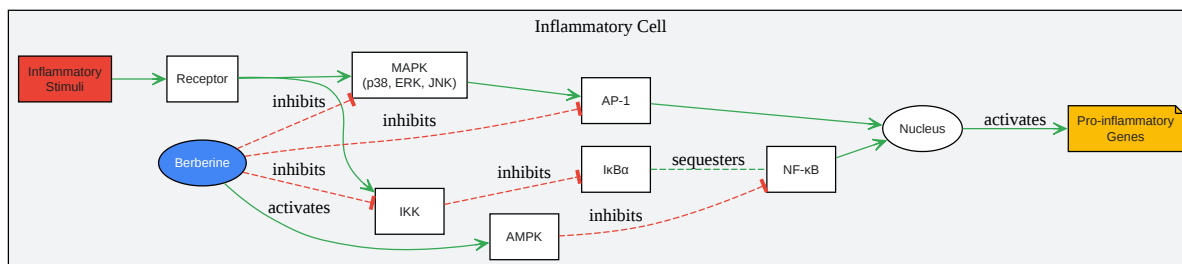 Inflammatory Cell
Inflammatory
Stimuli
Receptor
MAPK
(p38, ERK, JNK)
inhibits
inhibits
AP-1
Nucleus
activates
Pro-inflammatory
Genes
Berberine
inhibits
activates
IKK
inhibits
IκBα
sequesters
NF-κB
AMPK
inhibits